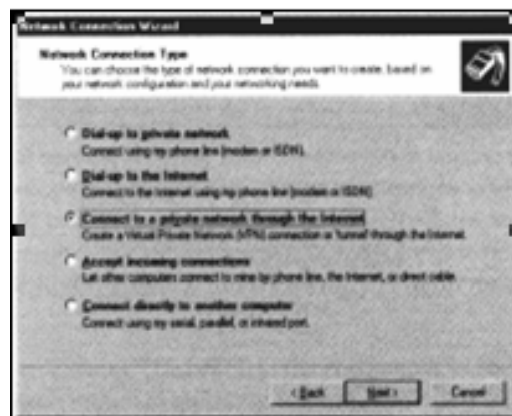 Network Connection Wizard
Network Connection Type
You can choose the type of network connection you want to create, based on
your network configuration and your networking needs.
Dial-up to private network
Connect using my phone line (modem or ISDN).
Dial-up to the Internet
Connect to the Internet using my phone line (modem or ISDN).
Connect to a private network through the Internet
Create a Virtual Private Network (VPN) connection or 'tunnel' through the Internet.
Accept incoming connections
Let other computers connect to mine by phone line, the Internet, or direct cable.
Connect directly to another computer
Connect using my serial, parallel, or infrared port.
< Back
Next >
Cancel